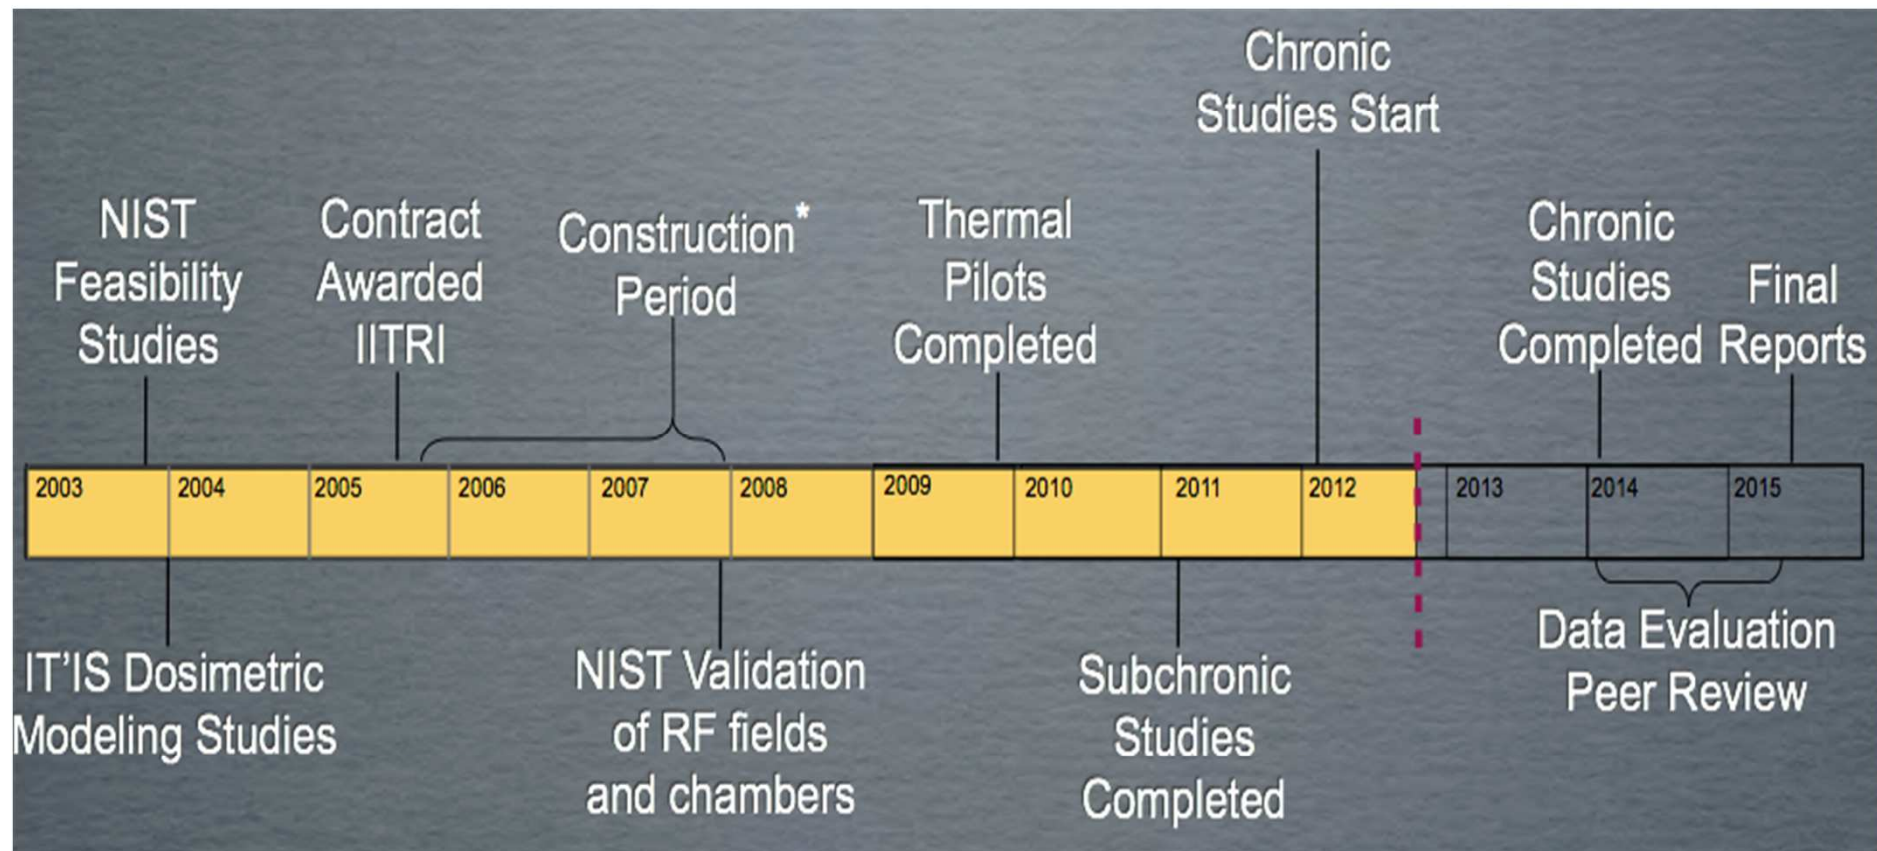 Chronic
Studies Start
NIST
Feasibility
Studies
Contract
Awarded
IITRI
Construction*
Period
Thermal
Pilots
Completed
Chronic
Studies
Completed
Final
Reports
2003 2004 2005 2006 2007 2008 2009 2010 2011 2012 2013 2014 2015
IT'IS Dosimetric
Modeling Studies
NIST Validation
of RF fields
and chambers
Subchronic
Studies
Completed
Data Evaluation
Peer Review